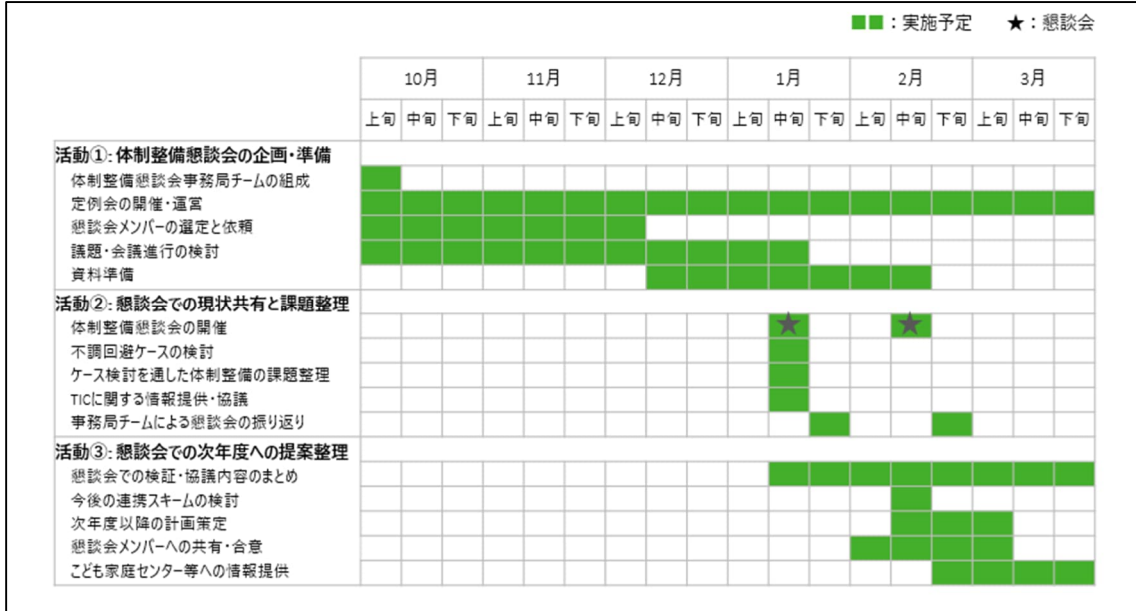 ：実施予定 ★：懇談会
10月 11月 12月 1月 2月 3月
上旬 中旬 下旬 上旬 中旬 下旬 上旬 中旬 下旬 上旬 中旬 下旬 上旬 中旬 下旬 上旬 中旬 下旬
活動①：体制整備懇談会の企画・準備
体制整備懇談会事務局チームの組成
定例会の開催・運営
懇談会メンバーの選定と依頼
議題・会議進行の検討
資料準備
活動②：懇談会での現状共有と課題整理
体制整備懇談会の開催 ★ ★
不調回避ケースの検討
ケース検討を通した体制整備の課題整理
TICに関する情報提供・協議
事務局チームによる懇談会の振り返り
活動③：懇談会での次年度への提案整理
懇談会での検証・協議内容のまとめ
今後の連携スキームの検討
次年度以降の計画策定
懇談会メンバーへの共有・合意
こども家庭センター等への情報提供